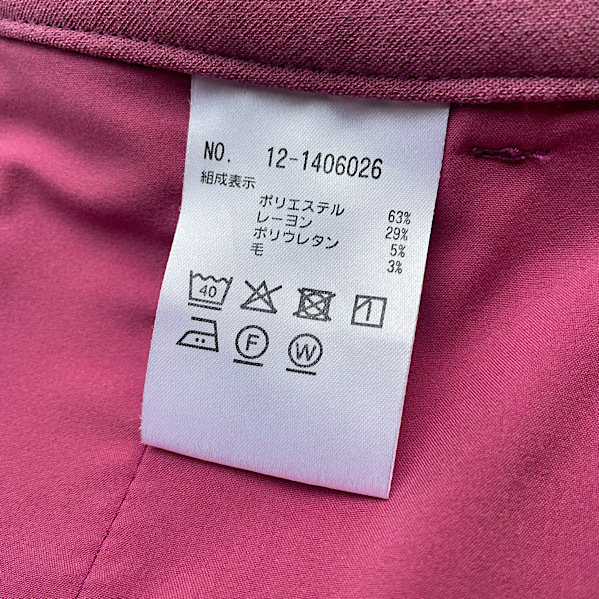 NO. 12-1406026
組成表示
ポリエステル 63%
レーヨン 29%
ポリウレタン 5%
毛 3%
40
F W